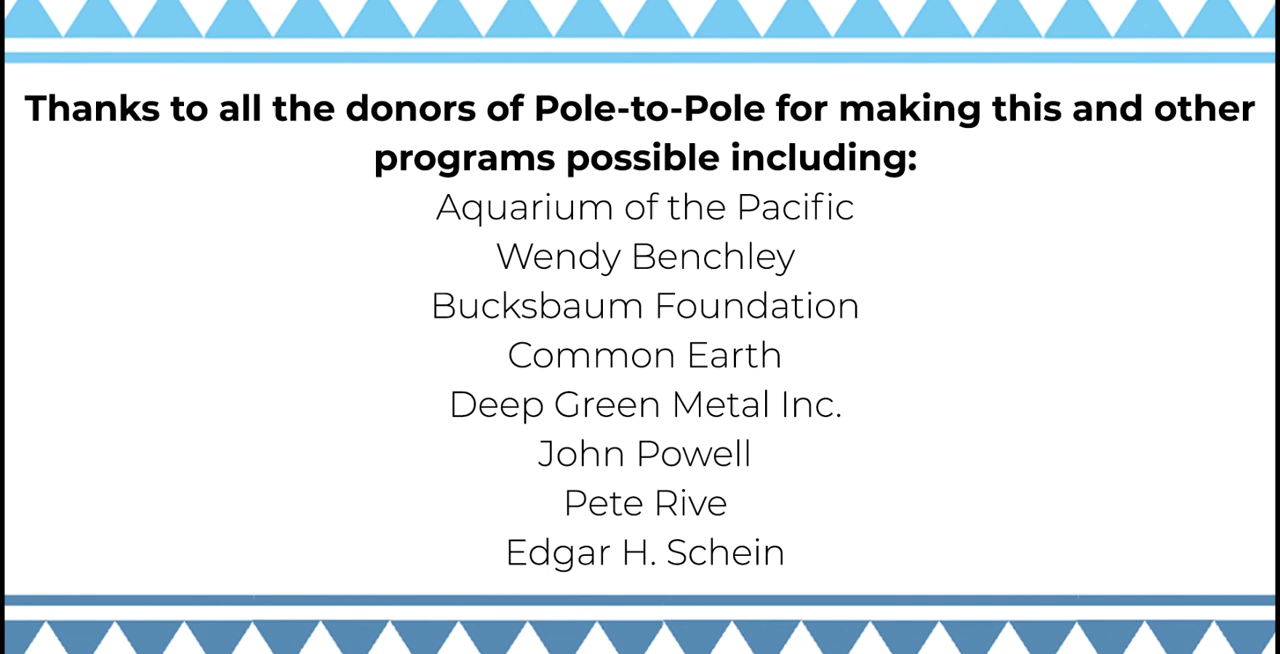 Thanks to all the donors of Pole-to-Pole for making this and other
programs possible including:
Aquarium of the Pacific
Wendy Benchley
Bucksbaum Foundation
Common Earth
Deep Green Metal Inc.
John Powell
Pete Rive
Edgar H. Schein